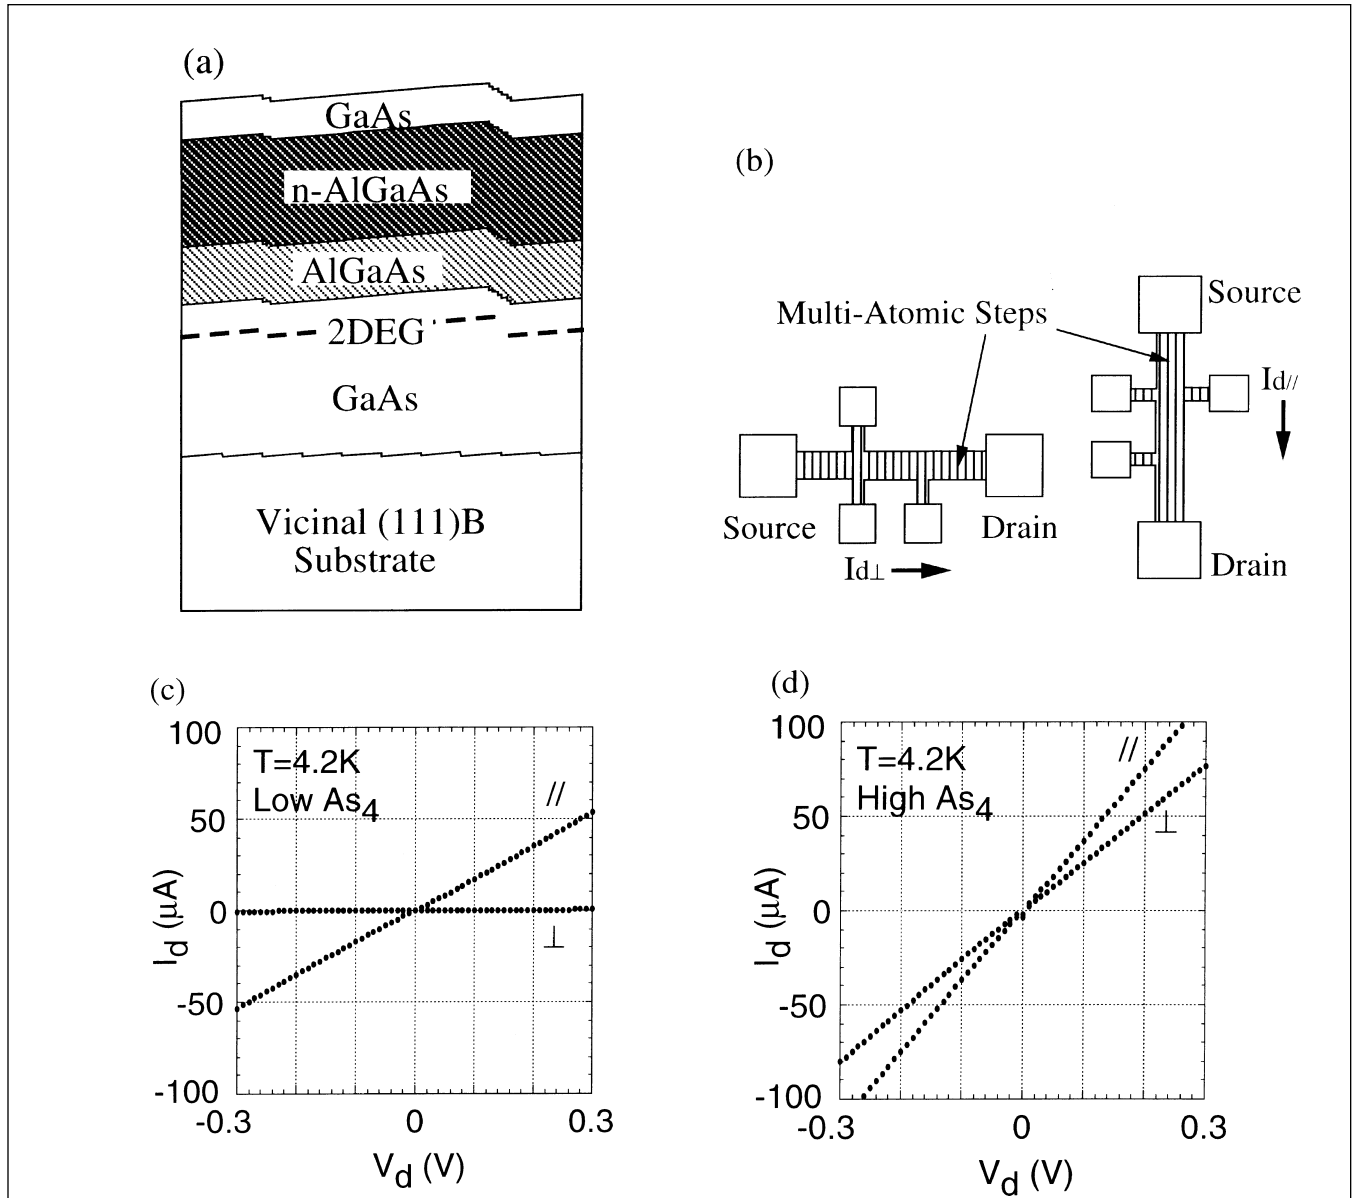 (a)
GaAs
n-AlGaAs
AlGaAs
2DEG
GaAs
Vicinal (111)B
Substrate
(b)
Multi-Atomic Steps
Source
Id//
Drain
Source
Drain
Id⊥
(c)
100
50
0
-50
-100
Id (μA)
T=4.2K
Low As4
//
⊥
-0.3
0
0.3
Vd (V)
(d)
100
50
0
-50
-100
Id (μA)
T=4.2K
High As4
//
⊥
-0.3
0
0.3
Vd (V)